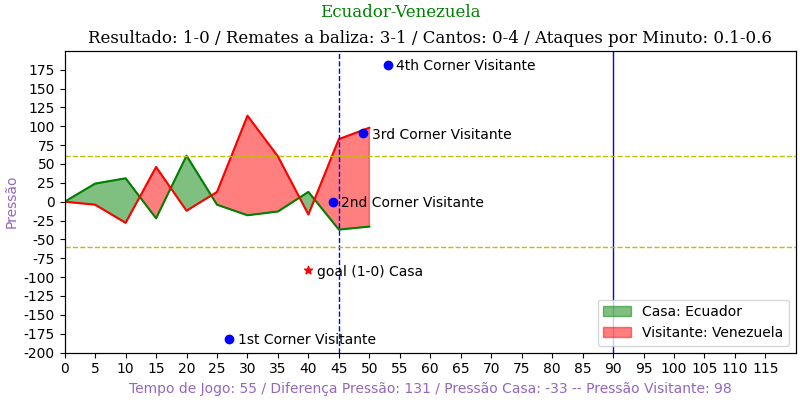 Ecuador-Venezuela
Resultado: 1-0 / Remates a baliza: 3-1 / Cantos: 0-4 / Ataques por Minuto: 0.1-0.6
Pressão
175
150
125
100
75
50
25
0
-25
-50
-75
-100
-125
-150
-175
-200
4th Corner Visitante
3rd Corner Visitante
2nd Corner Visitante
goal (1-0) Casa
1st Corner Visitante
Casa: Ecuador
Visitante: Venezuela
0 5 10 15 20 25 30 35 40 45 50 55 60 65 70 75 80 85 90 95 100 105 110 115
Tempo de Jogo: 55 / Diferença Pressão: 131 / Pressão Casa: -33 -- Pressão Visitante: 98